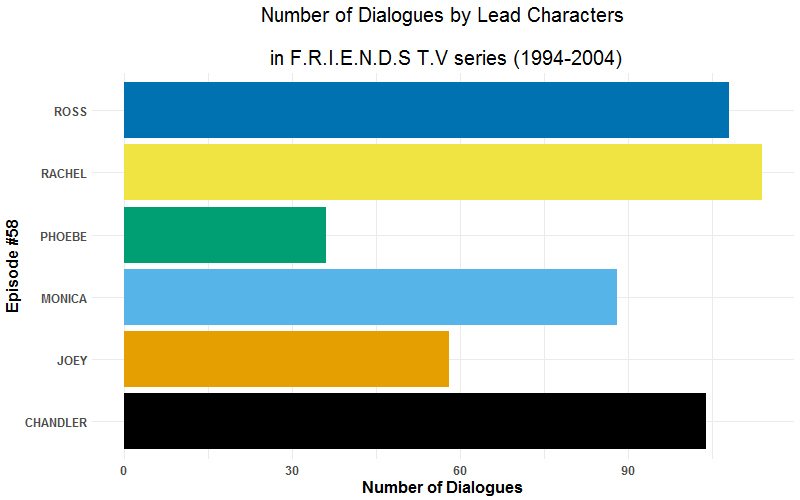 Number of Dialogues by Lead Characters
in F.R.I.E.N.D.S T.V series (1994-2004)
Episode #58
ROSS
RACHEL
PHOEBE
MONICA
JOEY
CHANDLER
0 30 60 90
Number of Dialogues